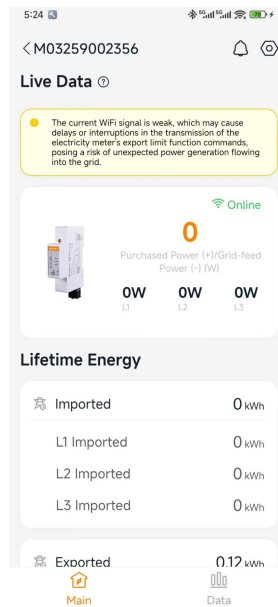 5:24
5G 5G 78
M03259002356
Live Data
The current WiFi signal is weak, which may cause
delays or interruptions in the transmission of the
electricity meter's export limit function commands,
posing a risk of unexpected power generation flowing
into the grid.
Online
0
Purchased Power (+)/Grid-feed
Power (-) (W)
0W 0W 0W
L1 L2 L3
Lifetime Energy
Imported 0 kWh
L1 Imported 0 kWh
L2 Imported 0 kWh
L3 Imported 0 kWh
Exported 0.12 kWh
Main Data